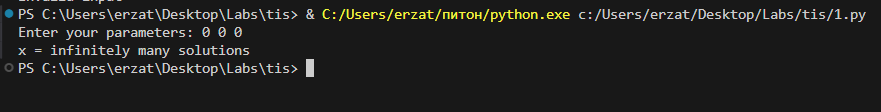 PS C:\Users\erzat\Desktop\Labs\tis> & C:/Users/erzat/питон/python.exe c:/Users/erzat/Desktop/Labs/tis/1.py
Enter your parameters: 0 0 0
x = infinitely many solutions
PS C:\Users\erzat\Desktop\Labs\tis>